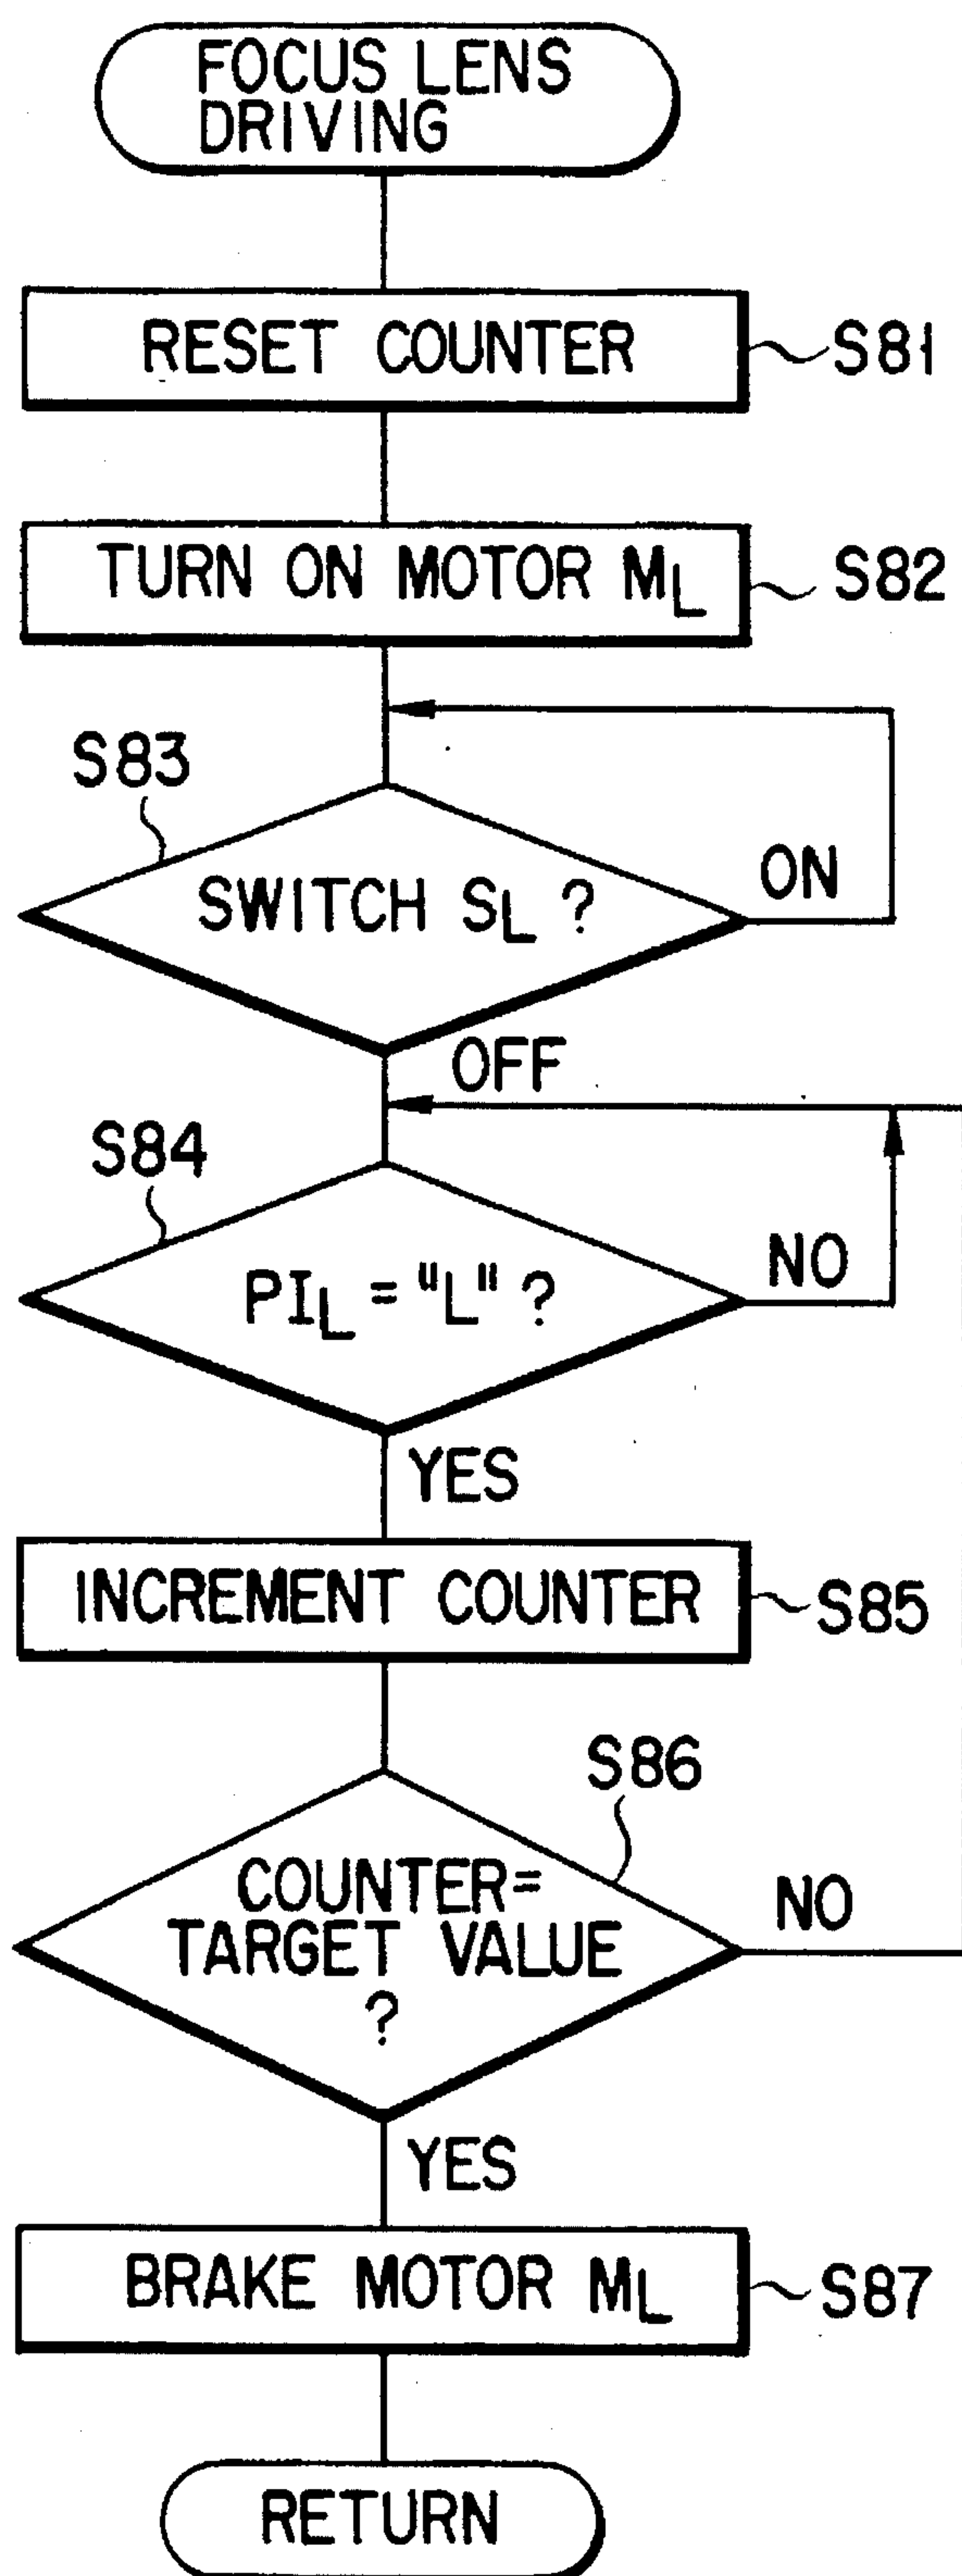 FOCUS LENS
DRIVING
RESET COUNTER
S81
TURN ON MOTOR ML
S82
S83
SWITCH SL ?
ON
OFF
S84
PIL = "L" ?
NO
YES
INCREMENT COUNTER
S85
S86
COUNTER=
TARGET VALUE
?
NO
YES
BRAKE MOTOR ML
S87
RETURN